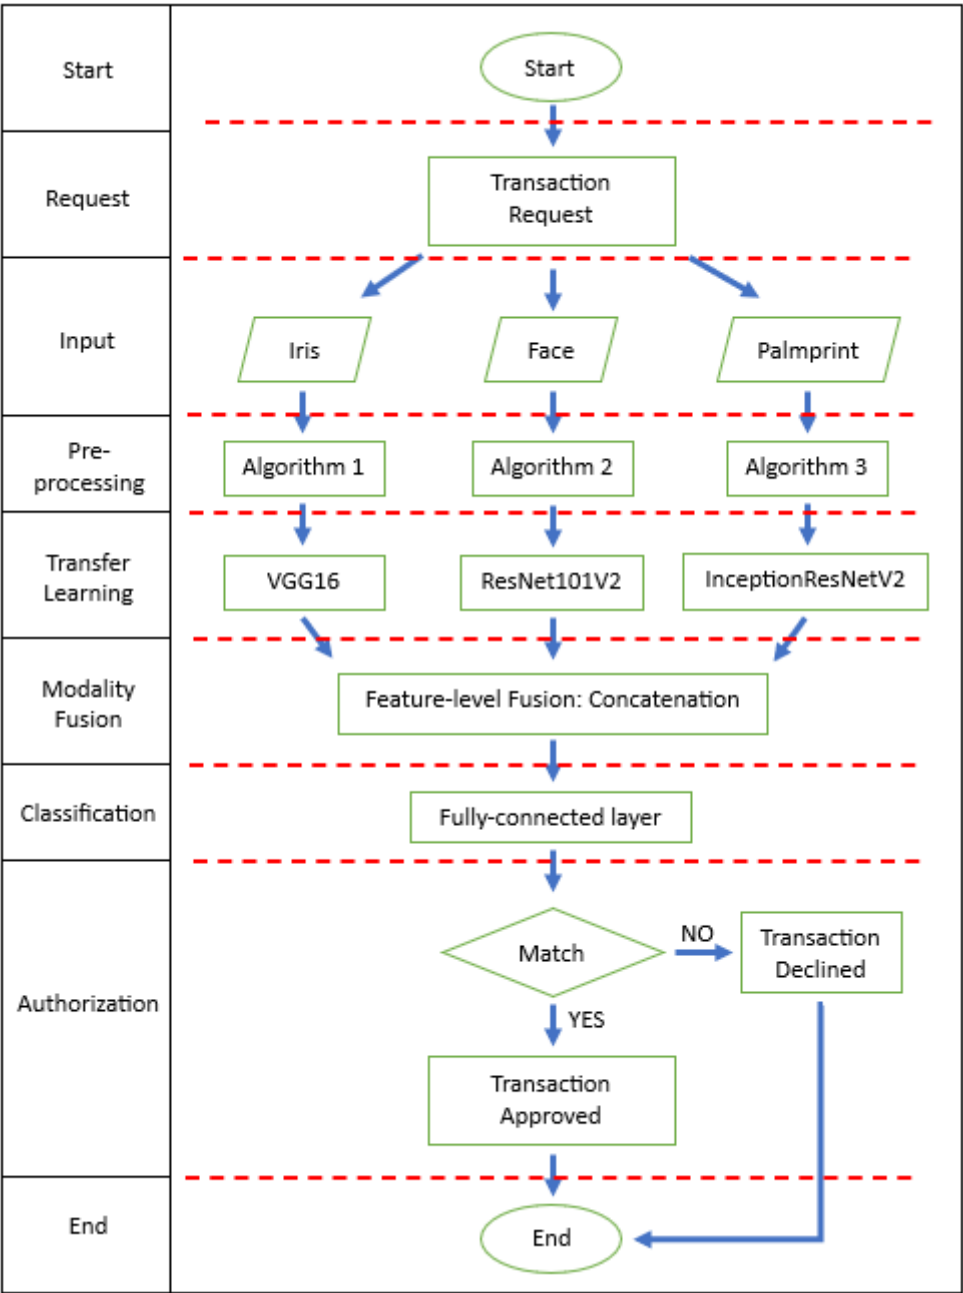 Start
Start
Request
Transaction
Request
Input
Iris
Face
Palmprint
Pre-
processing
Algorithm 1
Algorithm 2
Algorithm 3
Transfer
Learning
VGG16
ResNet101V2
InceptionResNetV2
Modality
Fusion
Feature-level Fusion: Concatenation
Classification
Fully-connected layer
Authorization
Match
NO
Transaction
Declined
YES
Transaction
Approved
End
End